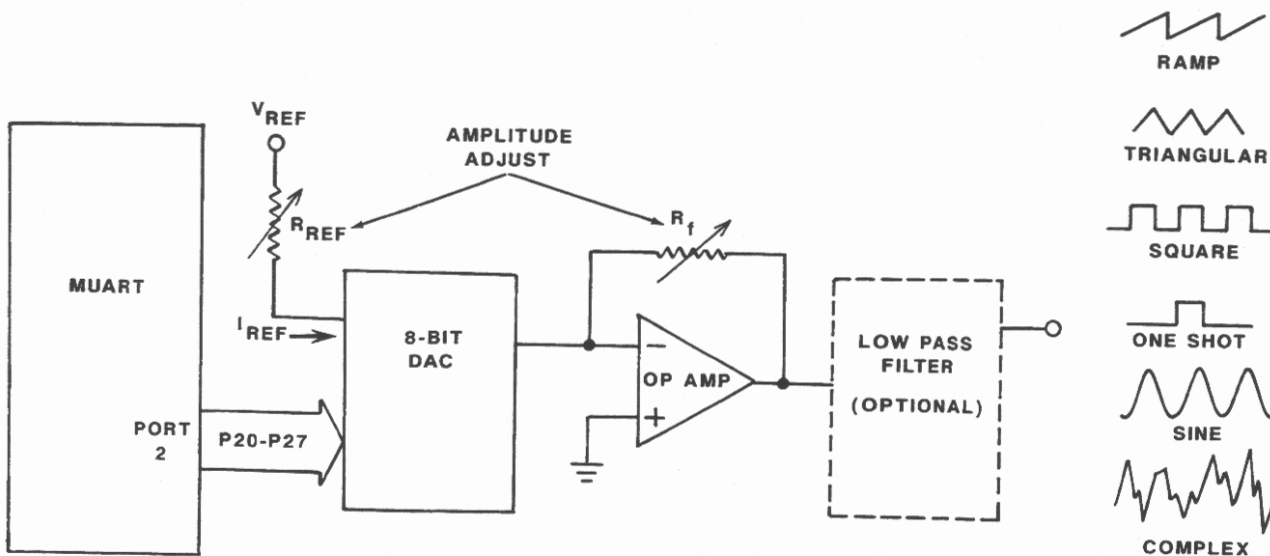 RAMP
V REF
AMPLITUDE
ADJUST
TRIANGULAR
R REF
R f
SQUARE
MUART
I REF
8-BIT
DAC
−
OP AMP
+
LOW PASS
FILTER
(OPTIONAL)
ONE SHOT
PORT
2
P20-P27
SINE
COMPLEX